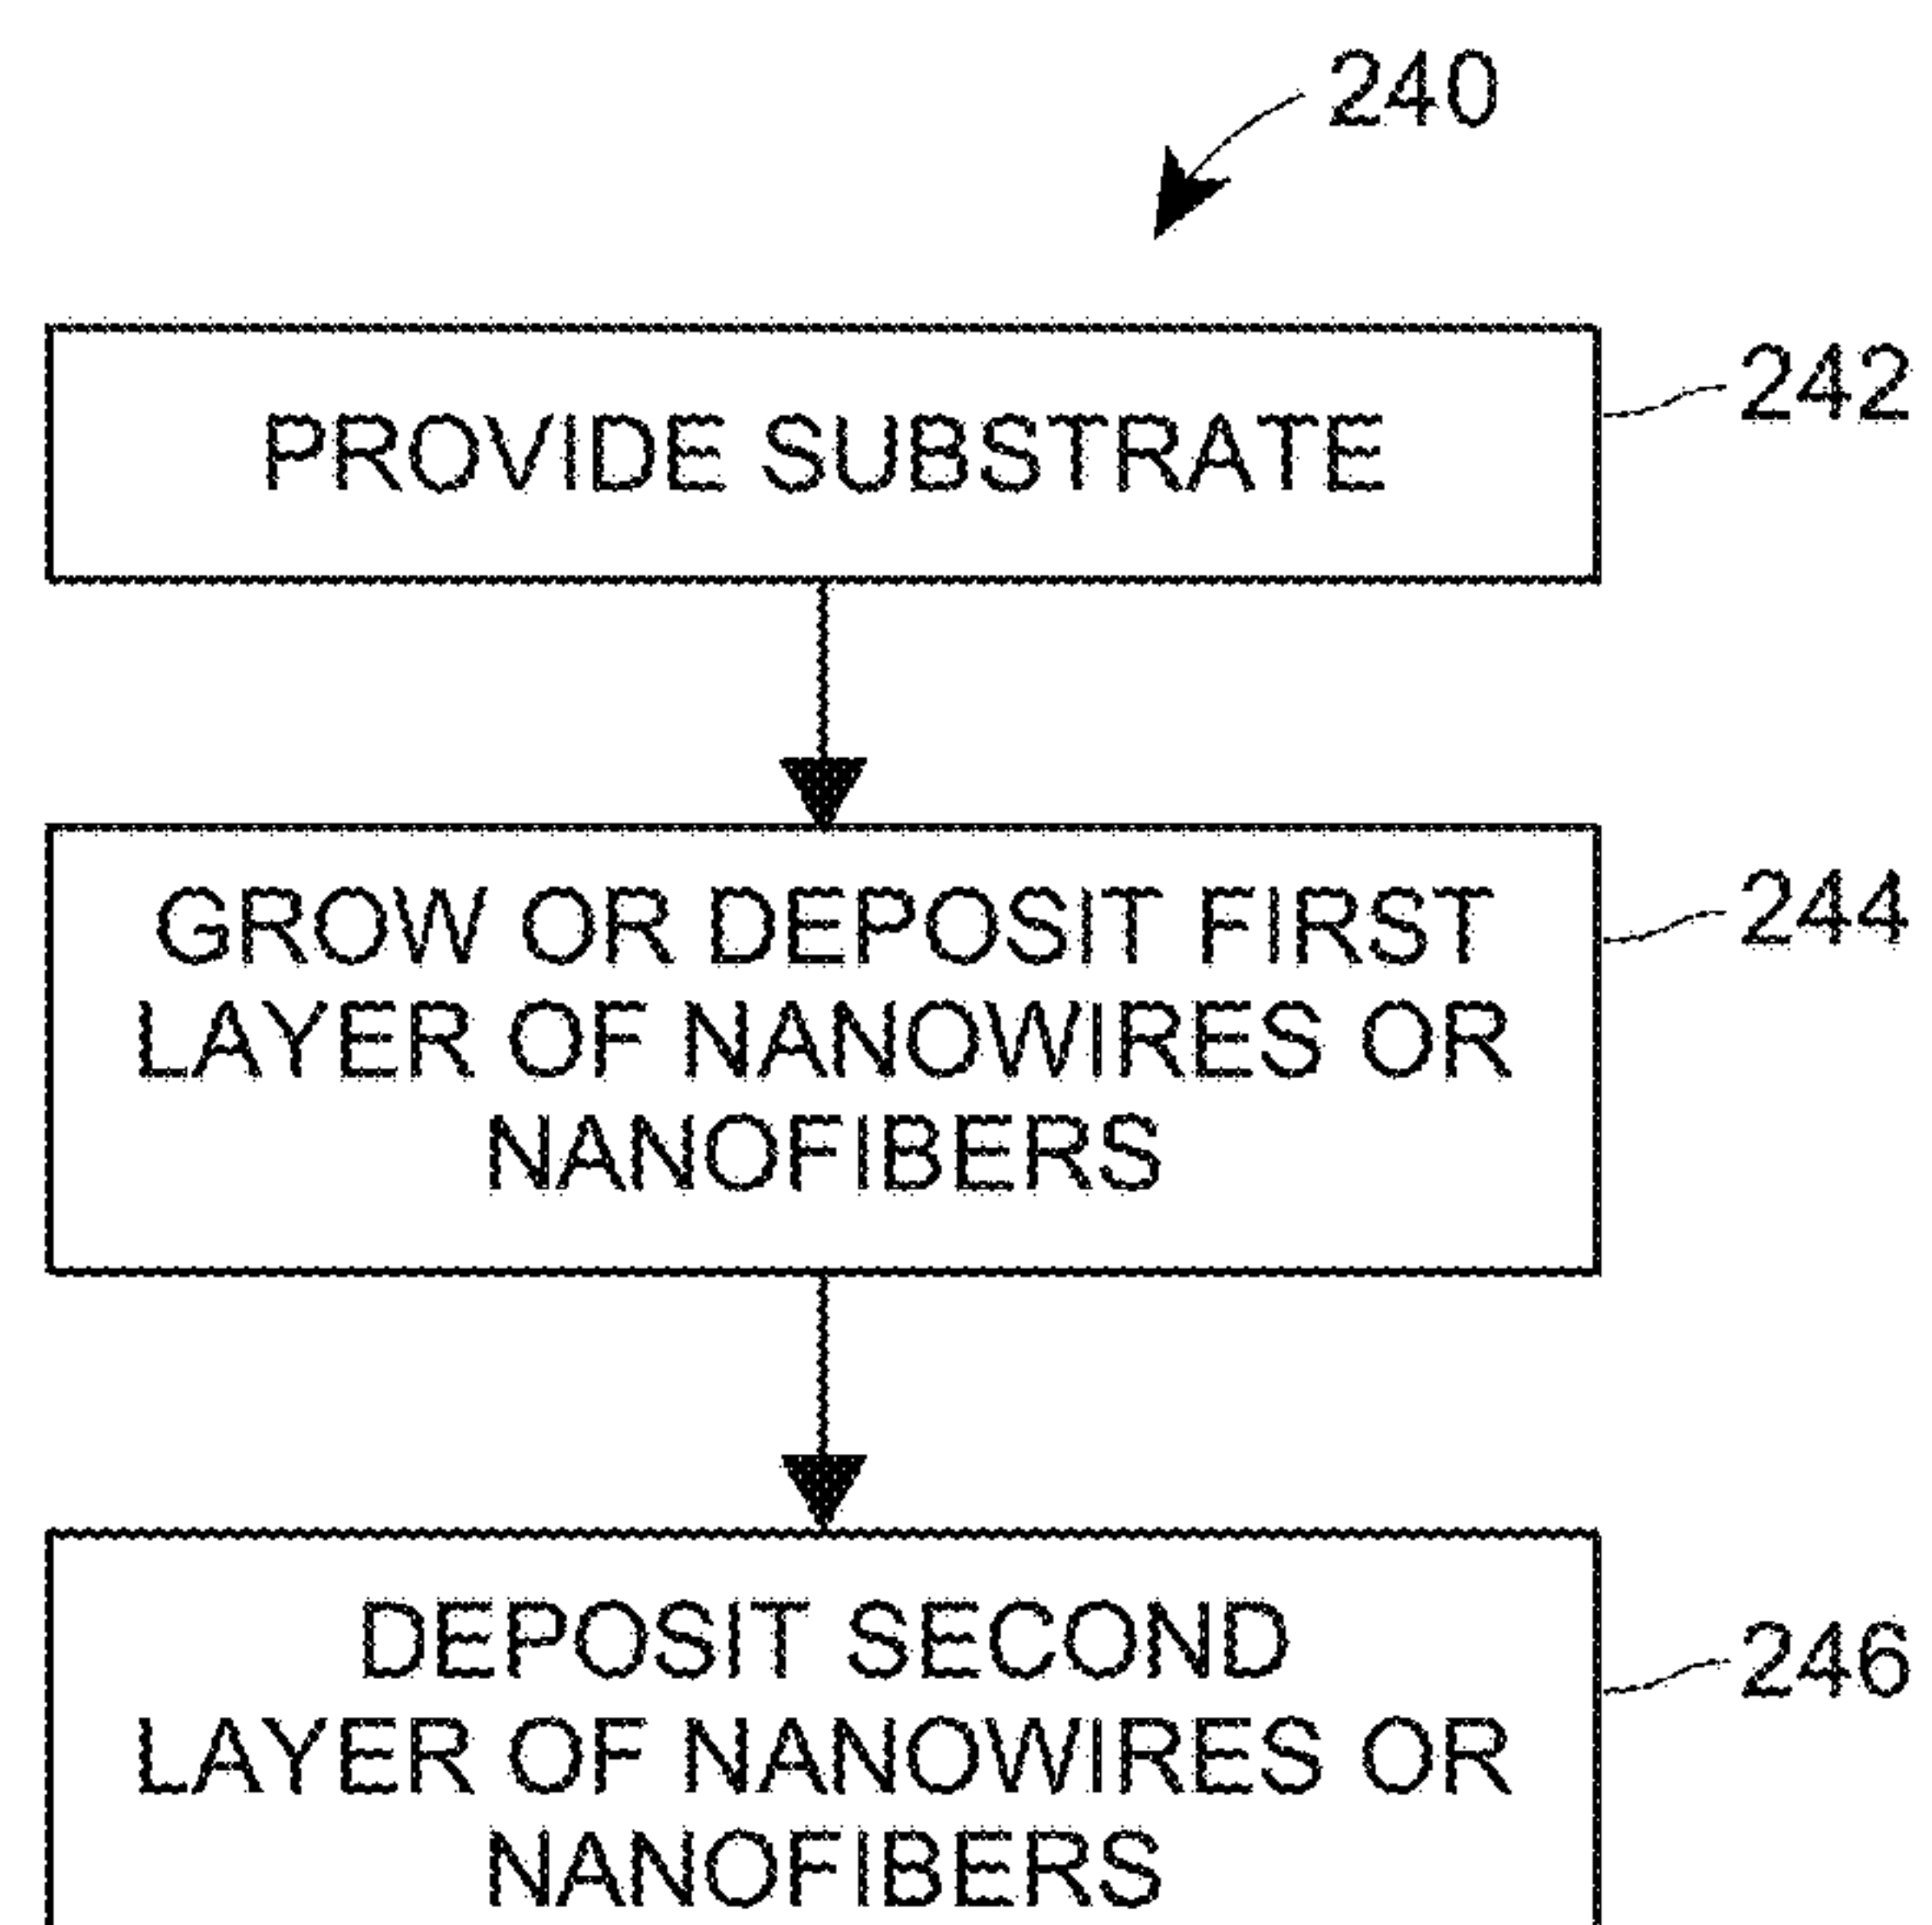 240
PROVIDE SUBSTRATE
242
GROW OR DEPOSIT FIRST
LAYER OF NANOWIRES OR
NANOFIBERS
244
DEPOSIT SECOND
LAYER OF NANOWIRES OR
NANOFIBERS
246